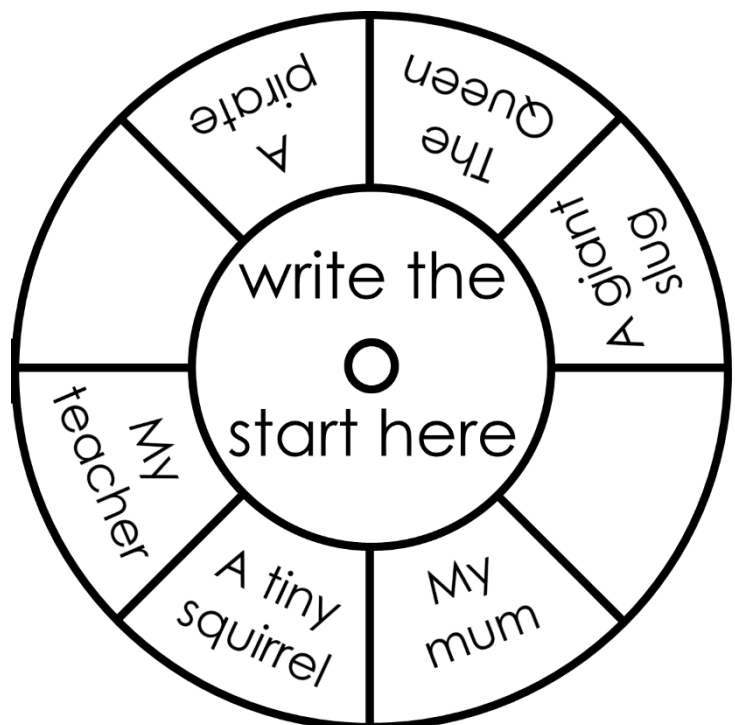 A
pirate
The
Queen
A giant
slug
write the
start here
My
teacher
A tiny
squirrel
My
mum